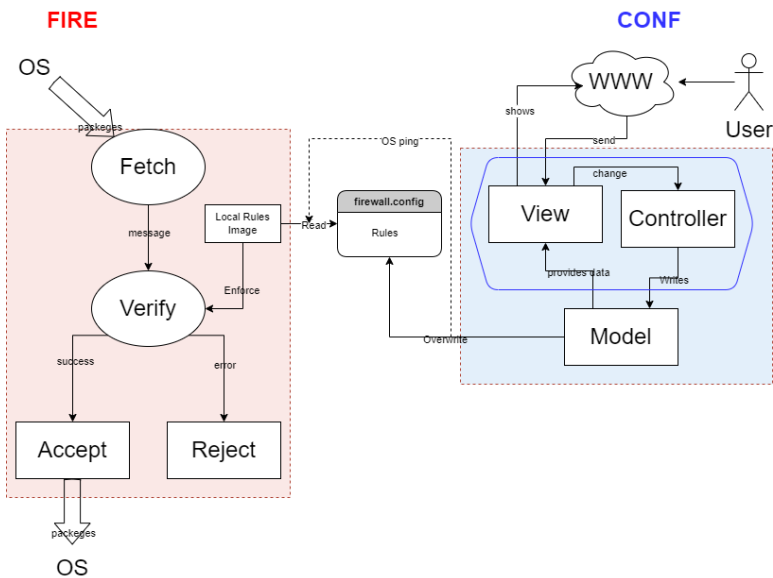 FIRE
CONF
OS
packeges
WWW
User
shows
send
OS ping
Fetch
message
Local Rules
Image
Read
firewall.config
Rules
change
View
Controller
provides data
Writes
Enforce
Verify
Overwrite
Model
success
error
Accept
Reject
packeges
OS